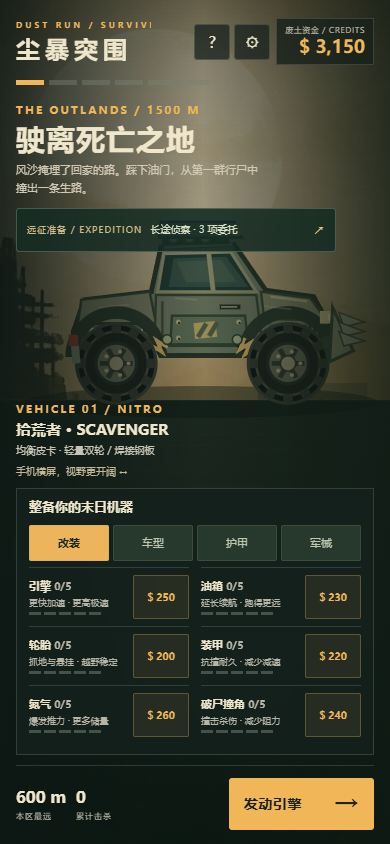 DUST RUN / SURVIV
尘暴突围
?
⚙
废土资金 / CREDITS
$ 3,150
THE OUTLANDS / 1500 M
驶离死亡之地
风沙掩埋了回家的路。踩下油门，从第一群行尸中
撞出一条生路。
远征准备 / EXPEDITION 长途侦察 · 3 项委托 ↗
VEHICLE 01 / NITRO
拾荒者 • SCAVENGER
均衡皮卡 · 轻量双轮 / 焊接钢板
手机横屏，视野更开阔 ↔
整备你的末日机器
改装 车型 护甲 军械
引擎 0/5
更快加速 · 更高极速
$ 250
油箱 0/5
延长续航 · 跑得更远
$ 230
轮胎 0/5
抓地与悬挂 · 越野稳定
$ 200
装甲 0/5
抗撞耐久 · 减少减速
$ 220
氮气 0/5
爆发推力 · 更多储量
$ 260
破尸撞角 0/5
撞击杀伤 · 减少阻力
$ 240
600 m 0
本区最远 累计击杀
发动引擎 →